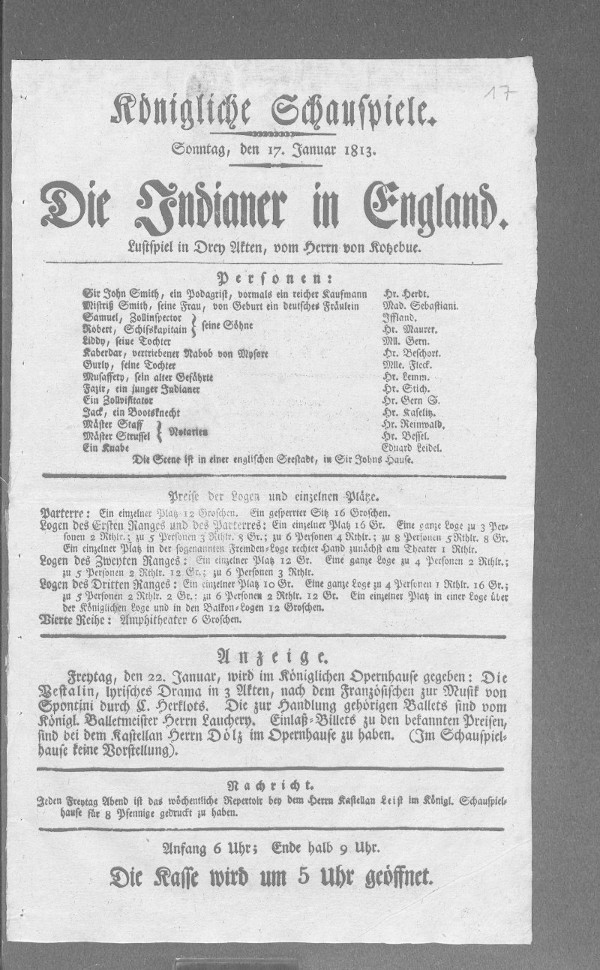 17
Königliche Schauspiele.
Sonntag, den 17. Januar 1813.
Die Indianer in England.
Lustspiel in Drey Akten, vom Herrn von Kotzebue.
Personen:
Sir John Smith, ein Podagrist, vormals ein reicher Kaufmann Hr. Herdt.
Mistriß Smith, seine Frau, von Geburt ein deutsches Fräulein Mad. Sebastiani.
Samuel, Zollinspector } seine Söhne Iffland.
Robert, Schifskapitain } Hr. Maurer.
Liddy, seine Tochter Mll. Gern.
Kaberdar, vertriebener Nabob von Mysore Hr. Beschort.
Gurly, seine Tochter Mlle. Fleck.
Musaffery, sein alter Gefährte Hr. Lemm.
Fazir, ein junger Indianer Hr. Stich.
Ein Zollvisitator Hr. Gern S.
Jack, ein Bootsknecht Hr. Kaselitz.
Mäster Staff } Notarien Hr. Reinwald.
Mäster Strussel } Hr. Bessel.
Ein Knabe Eduard Leidel.
Die Scene ist in einer englischen Seestadt, in Sir Johns Hause.
Preise der Logen und einzelnen Plätze.
Parterre: Ein einzelner Platz 12 Groschen. Ein gesperrter Sitz 16 Groschen.
Logen des Ersten Ranges und des Parterres: Ein einzelner Platz 16 Gr. Eine ganze Loge zu 3 Per-
sonen 2 Rthlr.; zu 5 Personen 3 Rthlr. 8 Gr.; zu 6 Personen 4 Rthlr.; zu 8 Personen 5 Rthlr. 8 Gr.
Ein einzelner Platz in der sogenannten Fremden-Loge rechter Hand zunächst am Theater 1 Rthlr.
Logen des Zweyten Ranges: Ein einzelner Platz 12 Gr. Eine ganze Loge zu 4 Personen 2 Rthlr.;
zu 5 Personen 2 Rthlr. 12 Gr.; zu 6 Personen 3 Rthlr.
Logen des Dritten Ranges: Ein einzelner Platz 10 Gr. Eine ganze Loge zu 4 Personen 1 Rthlr. 16 Gr.;
zu 5 Personen 2 Rthlr. 2 Gr.; zu 6 Personen 2 Rthlr. 12 Gr. Ein einzelner Platz in einer Loge über
der Königlichen Loge und in den Balkon-Logen 12 Groschen.
Vierte Reihe: Amphitheater 6 Groschen.
Anzeige.
Freytag, den 22. Januar, wird im Königlichen Opernhause gegeben: Die
Vestalin, lyrisches Drama in 3 Akten, nach dem Französischen zur Musik von
Spontini durch C. Herklots. Die zur Handlung gehörigen Ballets sind vom
Königl. Balletmeister Herrn Lauchery. Einlaß-Billets zu den bekannten Preisen,
sind bei dem Kastellan Herrn Dölz im Opernhause zu haben. (Im Schauspiel-
hause keine Vorstellung).
Nachricht.
Jeden Freytag Abend ist das wöchentliche Repertoir bey dem Herrn Kastellan Leist im Königl. Schauspiel-
hause für 8 Pfennige gedruckt zu haben.
Anfang 6 Uhr; Ende halb 9 Uhr.
Die Kasse wird um 5 Uhr geöffnet.